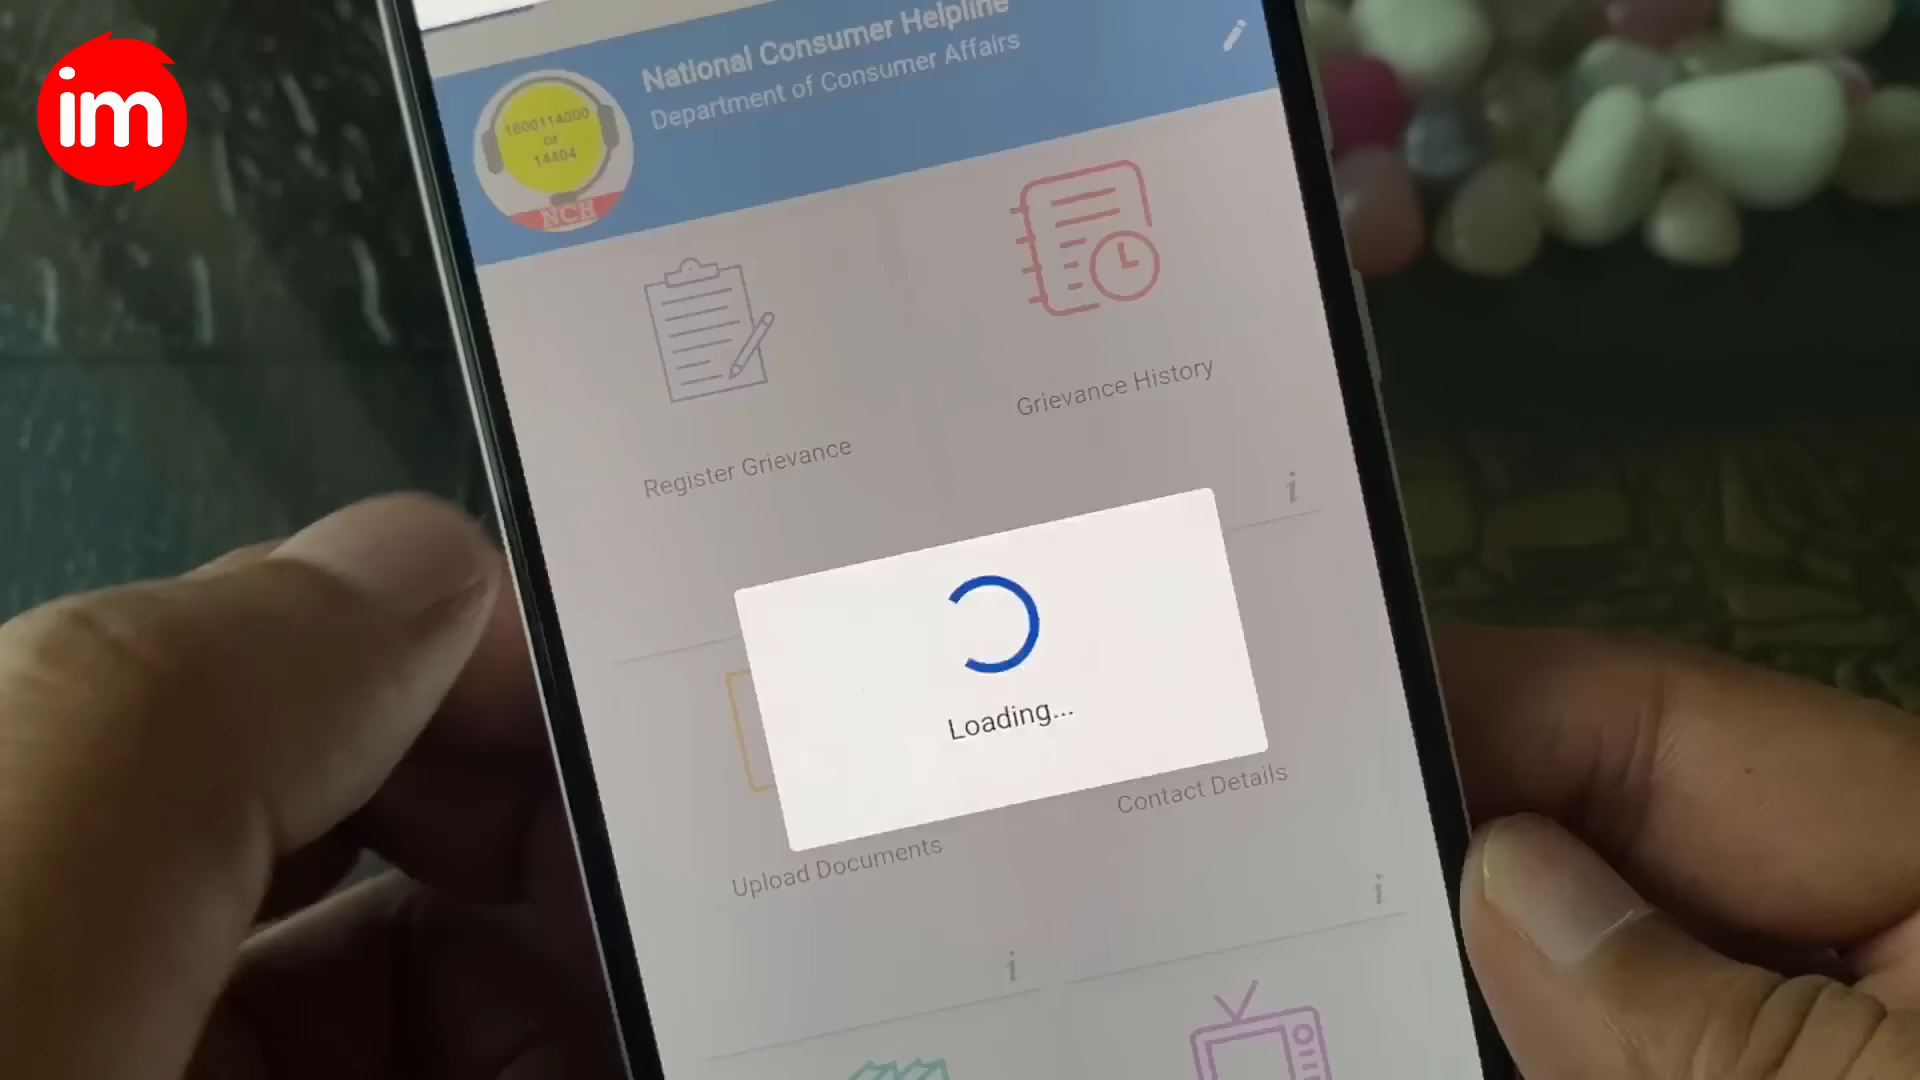 im
National Consumer Helpline
Department of Consumer Affairs
1800114000
or
14404
NCH
Register Grievance
Grievance History
i
Loading...
Upload Documents
Contact Details
i
i